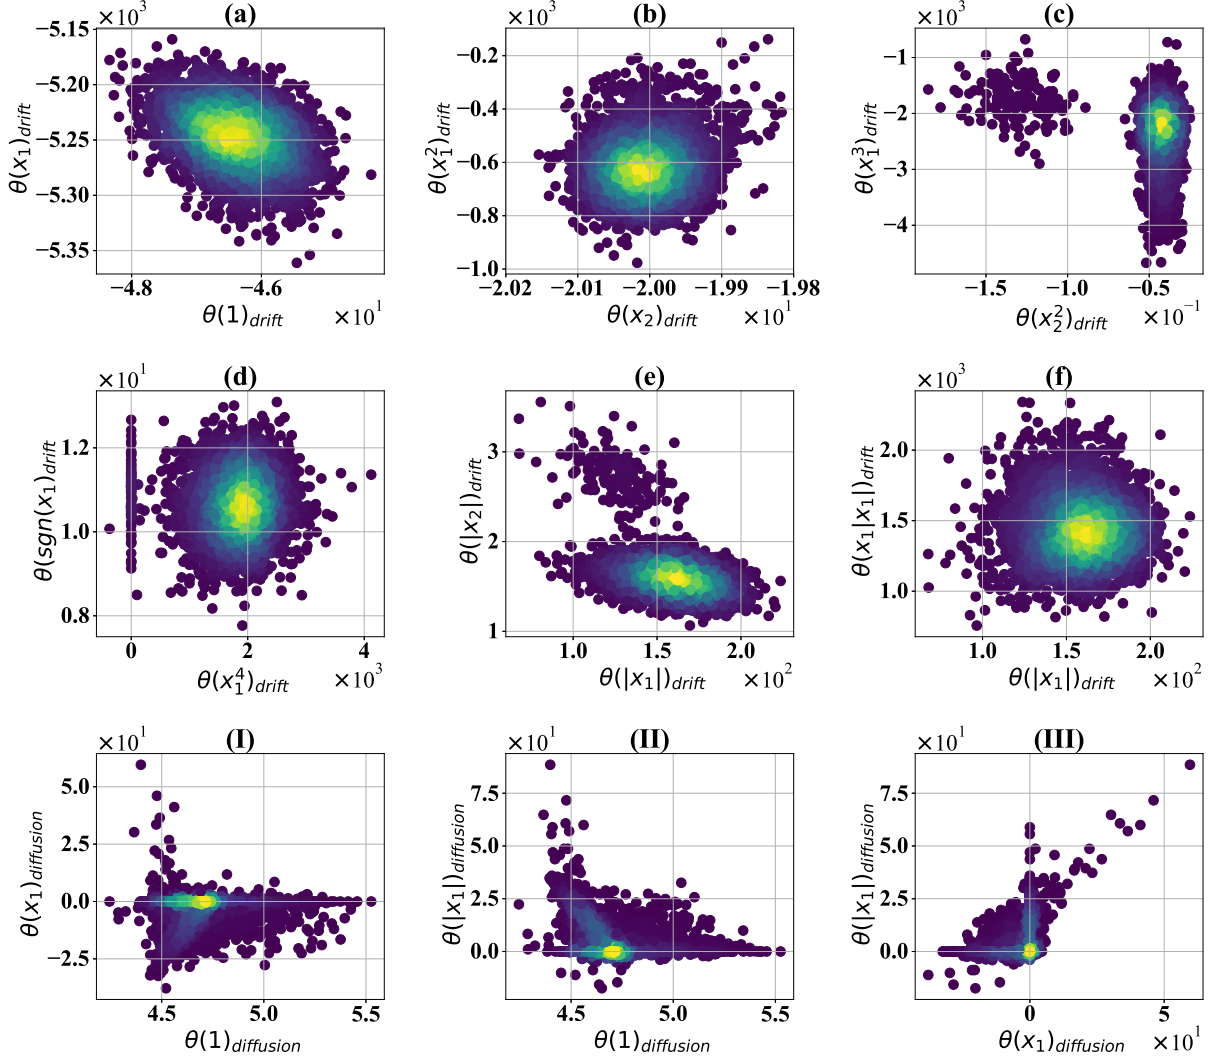 ×10³ (a) ×10³ (b) ×10³ (c)
−5.15
−5.20
−5.25
−5.30
−5.35
θ(x₁)drift
−4.8 −4.6
θ(1)drift ×10¹
−0.2
−0.4
−0.6
−0.8
−1.0
θ(x₁²)drift
−2.02 −2.01 −2.00 −1.99 −1.98
θ(x₂)drift ×10¹
−1
−2
−3
−4
θ(x₁³)drift
−1.5 −1.0 −0.5
θ(x₂²)drift ×10⁻¹
×10¹ (d) (e) ×10³ (f)
1.2
1.0
0.8
θ(sgn(x₁)drift
0 2 4
θ(x₁⁴)drift ×10³
3
2
1
θ(|x₂|)drift
1.0 1.5 2.0
θ(|x₁|)drift ×10²
2.0
1.5
1.0
θ(x₁|x₁|)drift
1.0 1.5 2.0
θ(|x₁|)drift ×10²
×10¹ (I) ×10¹ (II) ×10¹ (III)
5.0
2.5
0.0
−2.5
θ(x₁)diffusion
4.5 5.0 5.5
θ(1)diffusion
7.5
5.0
2.5
0.0
θ(|x₁|)diffusion
4.5 5.0 5.5
θ(1)diffusion
7.5
5.0
2.5
0.0
θ(|x₁|)diffusion
0 5
θ(x₁)diffusion ×10¹